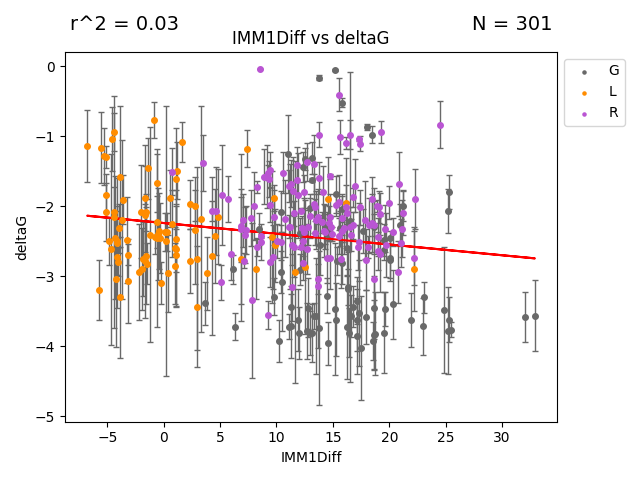 r^2 = 0.03
N = 301
IMM1Diff vs deltaG
G
L
R
deltaG
0
−1
−2
−3
−4
−5
−5
0
5
10
15
20
25
30
IMM1Diff